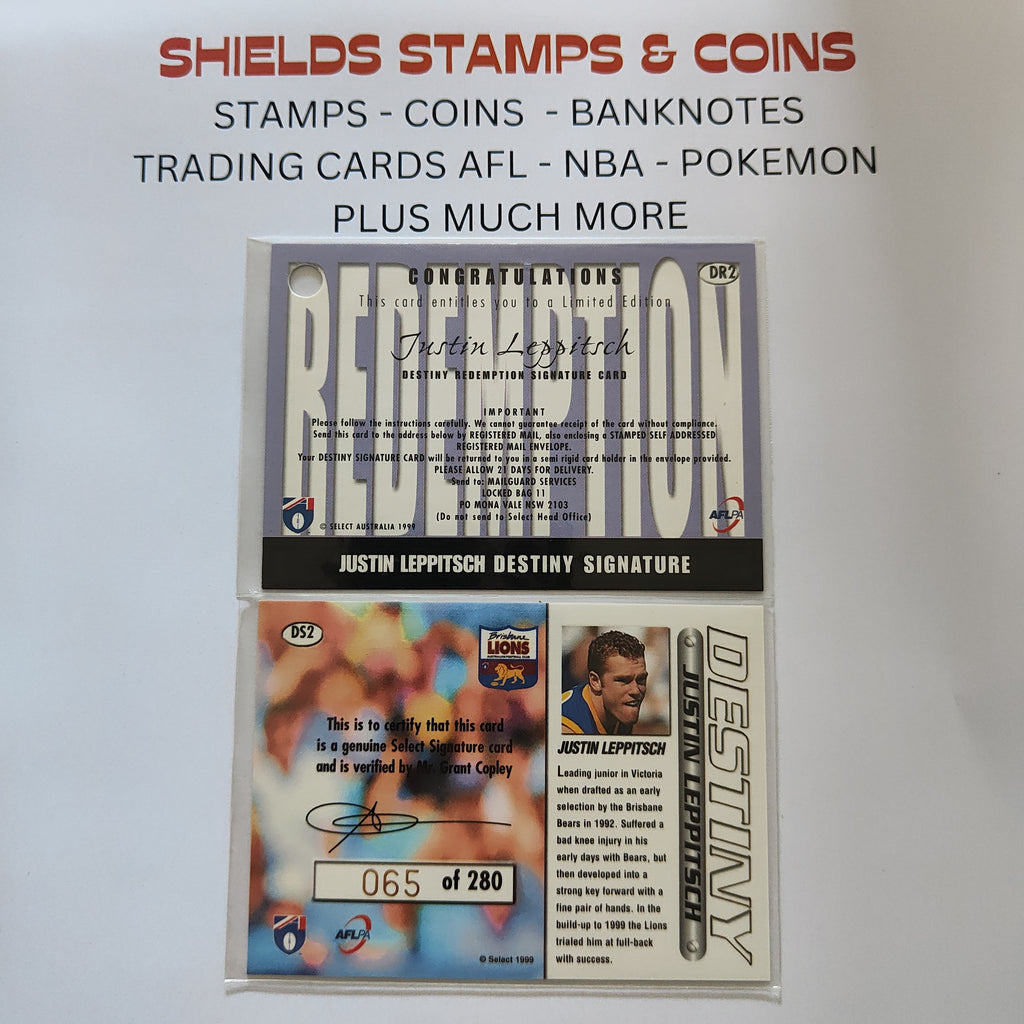 SHIELDS STAMPS & COINS
STAMPS - COINS - BANKNOTES
TRADING CARDS AFL - NBA - POKEMON
PLUS MUCH MORE
REDEMPTION
CONGRATULATIONS
DR2
This card entitles you to a Limited Edition
Justin Leppitsch
DESTINY REDEMPTION SIGNATURE CARD
IMPORTANT
Please follow the instructions carefully. We cannot guarantee receipt of the card without compliance.
Send this card to the address below by REGISTERED MAIL, also enclosing a STAMPED SELF ADDRESSED
REGISTERED MAIL ENVELOPE.
Your DESTINY SIGNATURE CARD will be returned to you in a semi rigid card holder in the envelope provided.
PLEASE ALLOW 21 DAYS FOR DELIVERY.
Send to: MAILGUARD SERVICES
LOCKED BAG 11
PO MONA VALE NSW 2103
(Do not send to Select Head Office)
© SELECT AUSTRALIA 1999
AFLPA
JUSTIN LEPPITSCH DESTINY SIGNATURE
DS2
Brisbane
LIONS
AUSTRALIAN FOOTBALL CLUB
This is to certify that this card
is a genuine Select Signature card
and is verified by Mr. Grant Copley
065 of 280
AFLPA
© Select 1999
JUSTIN LEPPITSCH
Leading junior in Victoria
when drafted as an early
selection by the Brisbane
Bears in 1992. Suffered a
bad knee injury in his
early days with Bears, but
then developed into a
strong key forward with a
fine pair of hands. In the
build-up to 1999 the Lions
trialed him at full-back
with success.
JUSTIN LEPPITSCH
DESTINY